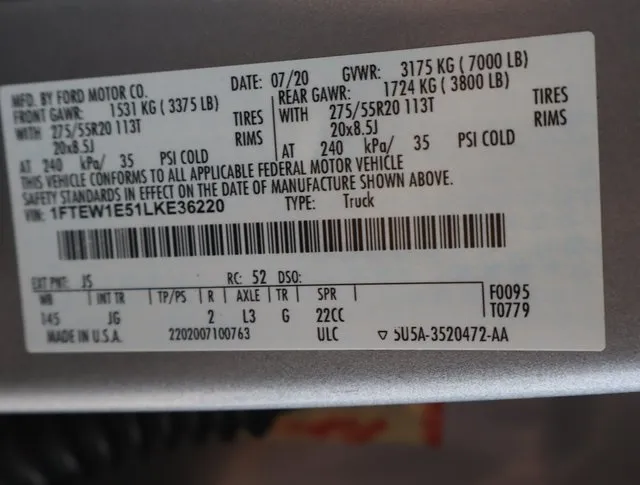 MFD. BY FORD MOTOR CO. DATE: 07/20 GVWR: 3175 KG ( 7000 LB)
FRONT GAWR: 1531 KG ( 3375 LB) REAR GAWR: 1724 KG ( 3800 LB)
WITH 275/55R20 113T TIRES WITH 275/55R20 113T TIRES
20x8.5J RIMS 20x8.5J RIMS
AT 240 kPa/ 35 PSI COLD AT 240 kPa/ 35 PSI COLD
THIS VEHICLE CONFORMS TO ALL APPLICABLE FEDERAL MOTOR VEHICLE
SAFETY STANDARDS IN EFFECT ON THE DATE OF MANUFACTURE SHOWN ABOVE.
VIN: 1FTEW1E51LKE36220 TYPE: Truck
EXT PNT: JS RC: 52 DSO:
WB INT TR TP/PS R AXLE TR SPR F0095
145 JG 2 L3 G 22CC T0779
MADE IN U.S.A. 2202007100763 ULC ▽ 5U5A-3520472-AA